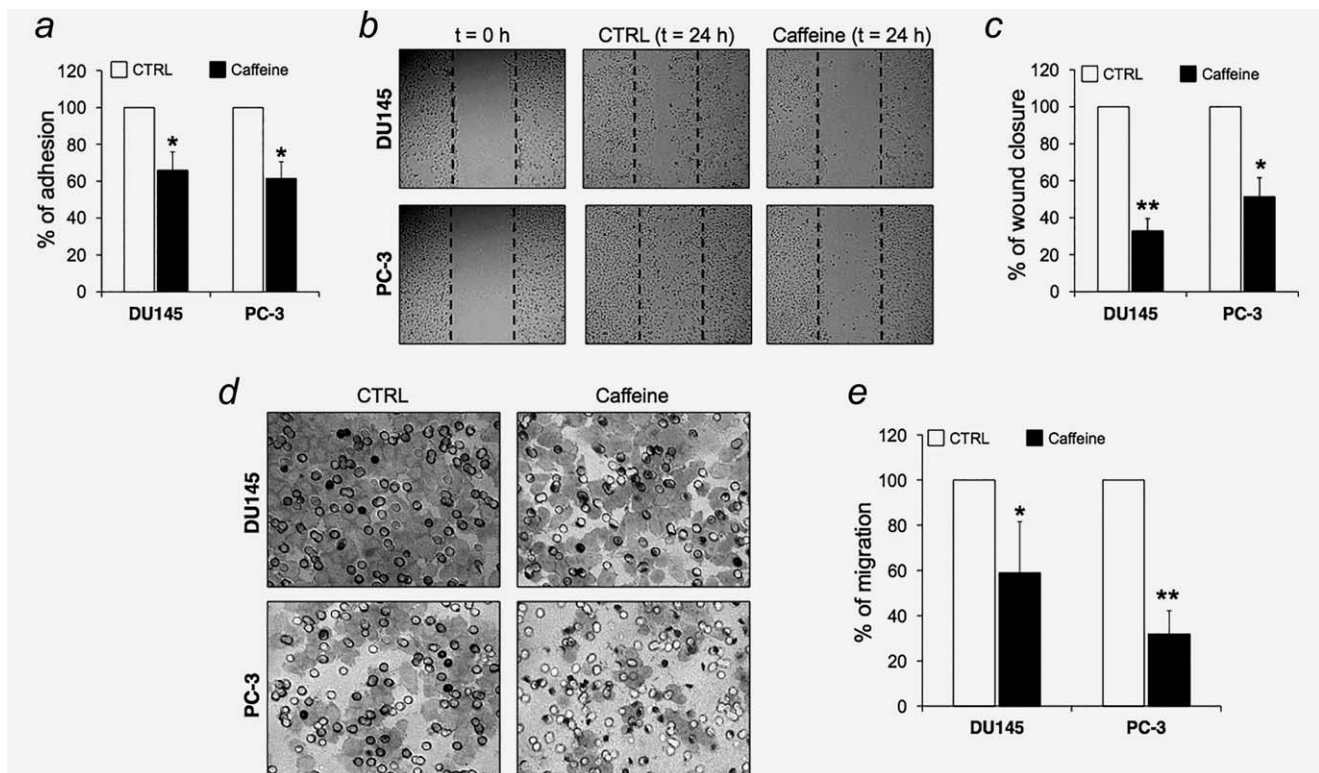 a
% of adhesion
120
100
80
60
40
20
0
CTRL
Caffeine
*
*
DU145
PC-3
b
t = 0 h
CTRL (t = 24 h)
Caffeine (t = 24 h)
DU145
PC-3
c
% of wound closure
120
100
80
60
40
20
0
CTRL
Caffeine
**
*
DU145
PC-3
d
CTRL
Caffeine
DU145
PC-3
e
% of migration
120
100
80
60
40
20
0
CTRL
Caffeine
*
**
DU145
PC-3